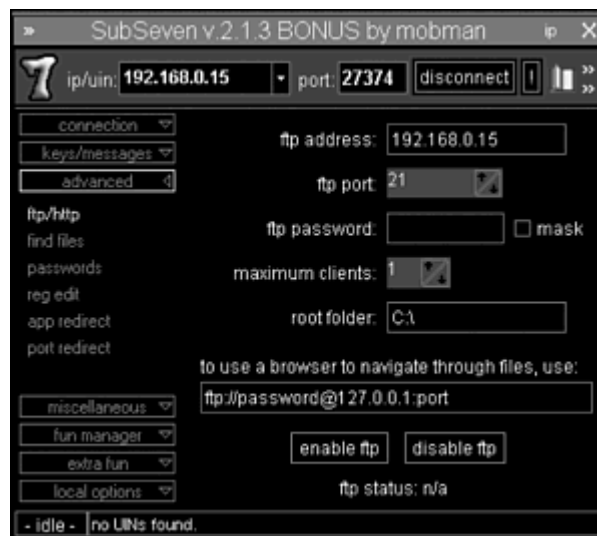 » SubSeven v.2.1.3 BONUS by mobman ip X
7 ip/uin: 192.168.0.15 port: 27374 disconnect ! »
»
connection
keys/messages
advanced
ftp/http
find files
passwords
reg edit
app redirect
port redirect
miscellaneous
fun manager
extra fun
local options
ftp address: 192.168.0.15
ftp port: 21
ftp password: mask
maximum clients: 1
root folder: C:\
to use a browser to navigate through files, use:
ftp://password@127.0.0.1:port
enable ftp disable ftp
ftp status: n/a
- idle - no UINs found.